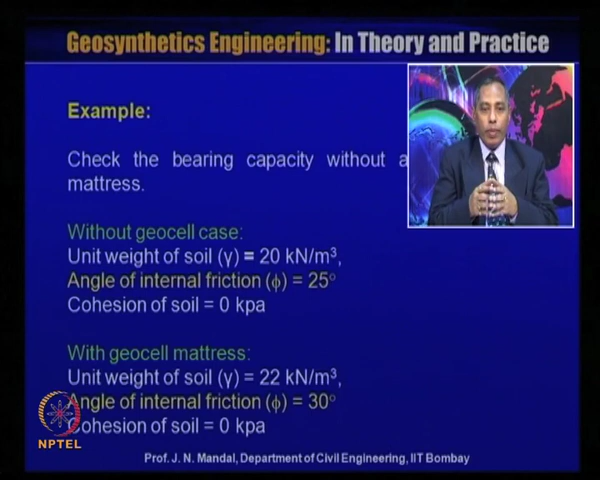 Geosynthetics Engineering: In Theory and Practice
Example:
Check the bearing capacity without a
mattress.
Without geocell case:
Unit weight of soil (γ) = 20 kN/m³,
Angle of internal friction (ϕ) = 25°
Cohesion of soil = 0 kpa
With geocell mattress:
Unit weight of soil (γ) = 22 kN/m³,
Angle of internal friction (ϕ) = 30°
Cohesion of soil = 0 kpa
NPTEL
Prof. J. N. Mandal, Department of Civil Engineering, IIT Bombay